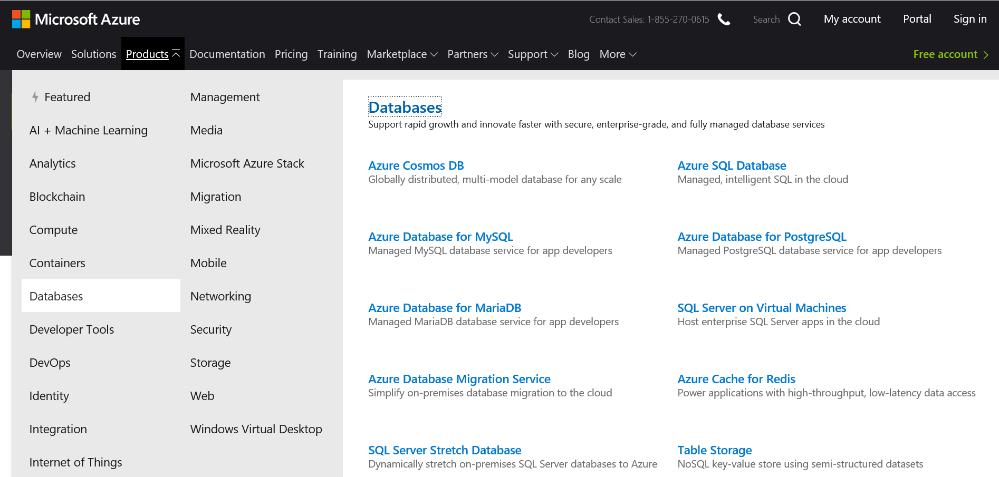 Microsoft Azure
Contact Sales: 1-855-270-0615
Search
My account
Portal
Sign in
Overview
Solutions
Products
Documentation
Pricing
Training
Marketplace
Partners
Support
Blog
More
Free account
Featured
AI + Machine Learning
Analytics
Blockchain
Compute
Containers
Databases
Developer Tools
DevOps
Identity
Integration
Internet of Things
Management
Media
Microsoft Azure Stack
Migration
Mixed Reality
Mobile
Networking
Security
Storage
Web
Windows Virtual Desktop
Databases
Support rapid growth and innovate faster with secure, enterprise-grade, and fully managed database services
Azure Cosmos DB
Globally distributed, multi-model database for any scale
Azure SQL Database
Managed, intelligent SQL in the cloud
Azure Database for MySQL
Managed MySQL database service for app developers
Azure Database for PostgreSQL
Managed PostgreSQL database service for app developers
Azure Database for MariaDB
Managed MariaDB database service for app developers
SQL Server on Virtual Machines
Host enterprise SQL Server apps in the cloud
Azure Database Migration Service
Simplify on-premises database migration to the cloud
Azure Cache for Redis
Power applications with high-throughput, low-latency data access
SQL Server Stretch Database
Dynamically stretch on-premises SQL Server databases to Azure
Table Storage
NoSQL key-value store using semi-structured datasets